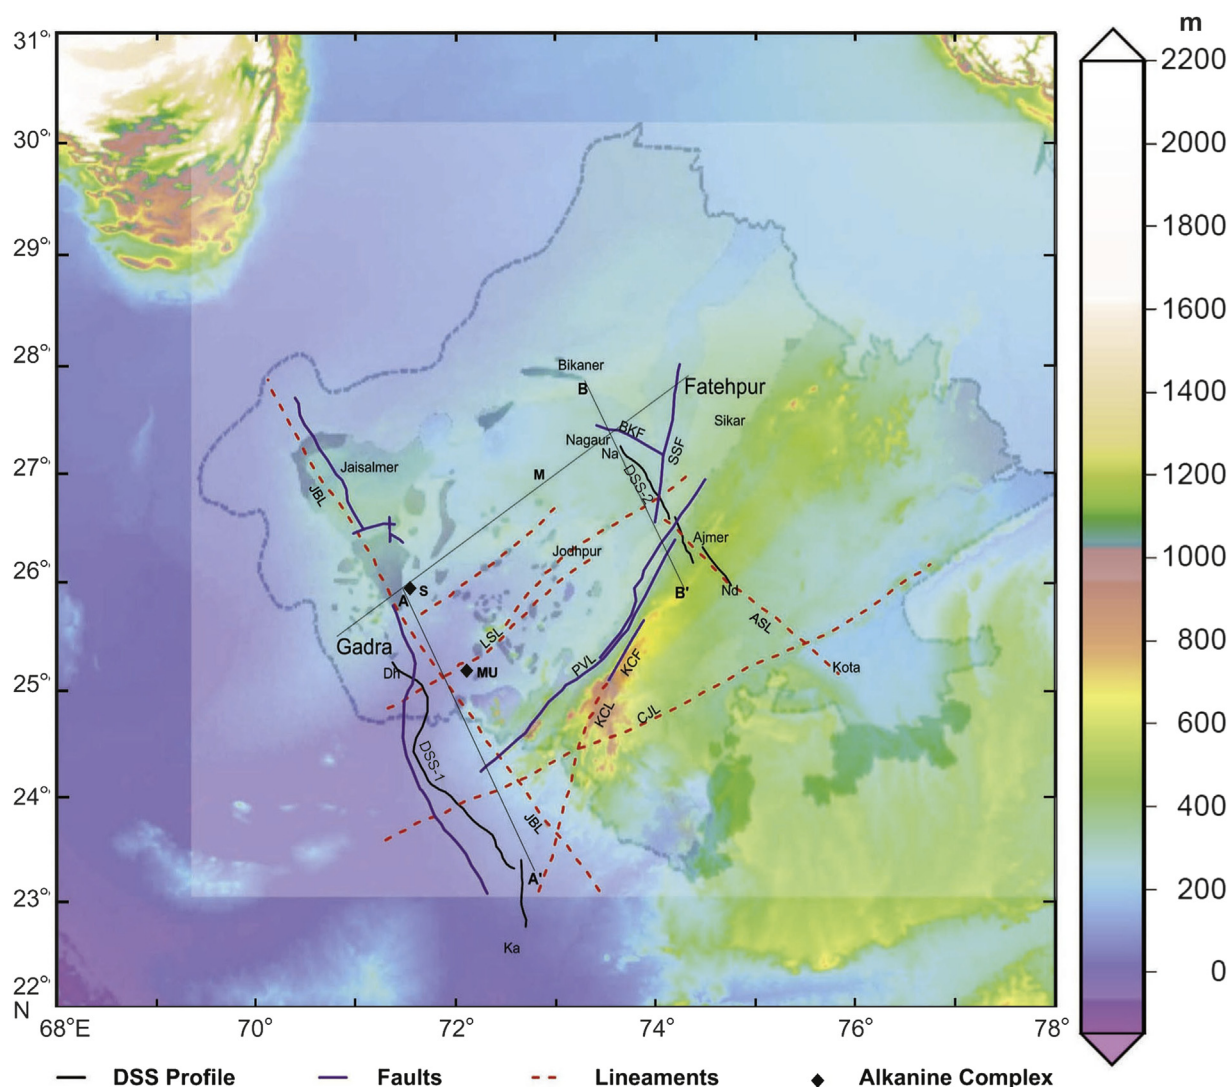 m
31°
30°
29°
28°
27°
26°
25°
24°
23°
22°
N
68°E
70°
72°
74°
76°
78°
2200
2000
1800
1600
1400
1200
1000
800
600
400
200
0
Bikaner
B
Fatehpur
Sikar
BKF
Nagaur
Na
SSF
DSS-2
M
Jaisalmer
JBL
Jodhpur
Ajmer
S
A
B'
Nd
ASL
Gadra
LSL
Dh
MU
PVL
KCF
Kota
KCL
CJL
DSS-1
JBL
A'
Ka
DSS Profile
Faults
Lineaments
Alkanine Complex